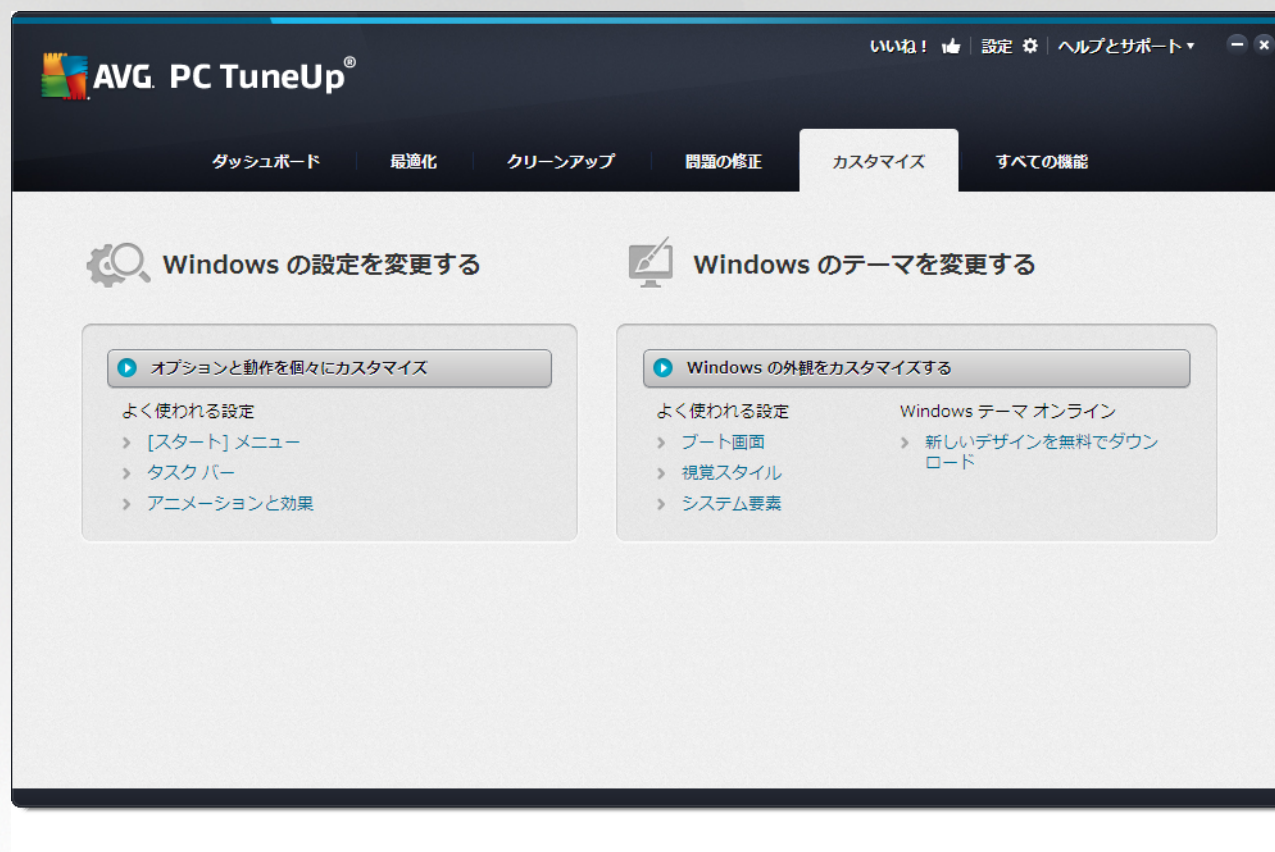 いいね！ 設定 ヘルプとサポート
AVG. PC TuneUp®
ダッシュボード 最適化 クリーンアップ 問題の修正 カスタマイズ すべての機能
Windows の設定を変更する
オプションと動作を個々にカスタマイズ
よく使われる設定
[スタート] メニュー
タスク バー
アニメーションと効果
Windows のテーマを変更する
Windows の外観をカスタマイズする
よく使われる設定
ブート画面
視覚スタイル
システム要素
Windows テーマ オンライン
新しいデザインを無料でダウン
ロード